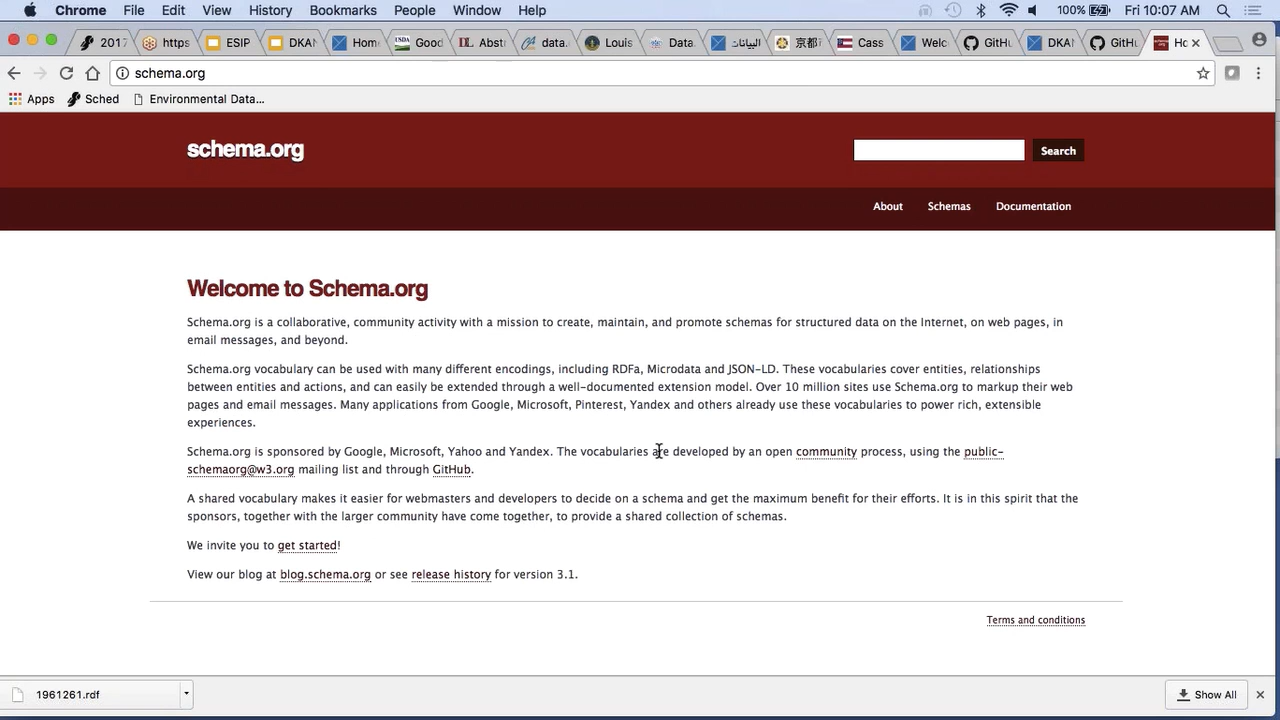 Chrome File Edit View History Bookmarks People Window Help 100% Fri 10:07 AM
2017 https ESIP DKAN Home Good Abst data. Louis Data. البيانات 京都 Cass Welc GitHu DKAN GitHu Ho
schema.org
Apps Sched Environmental Data...
schema.org
Search
About Schemas Documentation
Welcome to Schema.org
Schema.org is a collaborative, community activity with a mission to create, maintain, and promote schemas for structured data on the Internet, on web pages, in
email messages, and beyond.
Schema.org vocabulary can be used with many different encodings, including RDFa, Microdata and JSON-LD. These vocabularies cover entities, relationships
between entities and actions, and can easily be extended through a well-documented extension model. Over 10 million sites use Schema.org to markup their web
pages and email messages. Many applications from Google, Microsoft, Pinterest, Yandex and others already use these vocabularies to power rich, extensible
experiences.
Schema.org is sponsored by Google, Microsoft, Yahoo and Yandex. The vocabularies are developed by an open community process, using the public-
schemaorg@w3.org mailing list and through GitHub.
A shared vocabulary makes it easier for webmasters and developers to decide on a schema and get the maximum benefit for their efforts. It is in this spirit that the
sponsors, together with the larger community have come together, to provide a shared collection of schemas.
We invite you to get started!
View our blog at blog.schema.org or see release history for version 3.1.
Terms and conditions
1961261.rdf Show All